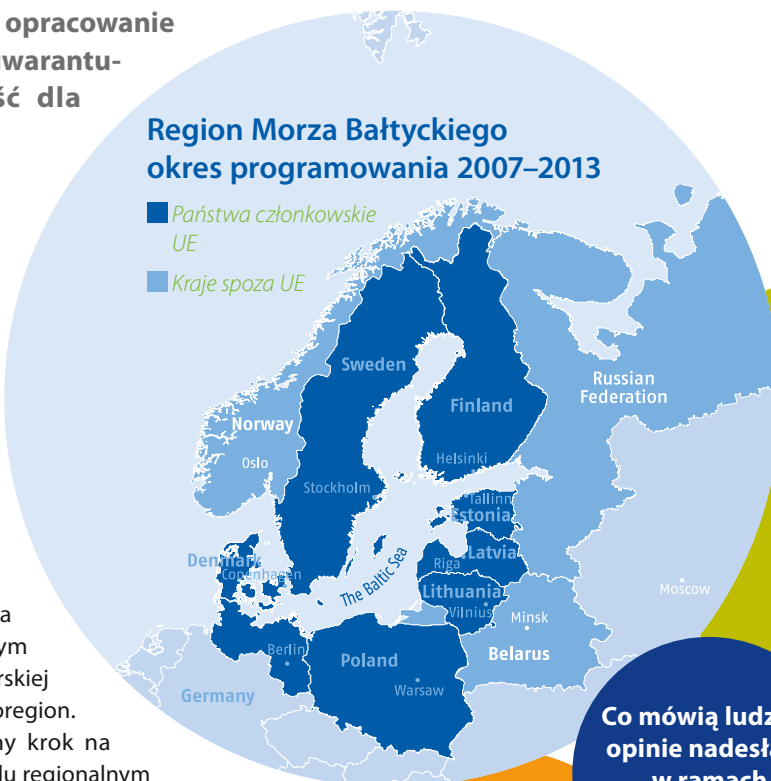 opracowanie
warantu-
ść dla
Region Morza Bałtyckiego
okres programowania 2007–2013
Państwa członkowskie
UE
Kraje spoza UE
Sweden
Finland
Russian
Federation
Norway
Oslo
Helsinki
Stockholm
Tallinn
Estonia
Denmark
Copenhagen
The Baltic Sea
Riga
Latvia
Lithuania
Vilnius
Moscow
Minsk
Belarus
Berlin
Poland
Warsaw
Germany
a
ym
rskiej
region.
ny krok na
du regionalnym
Co mówią ludz
opinie nadesła
w ramach